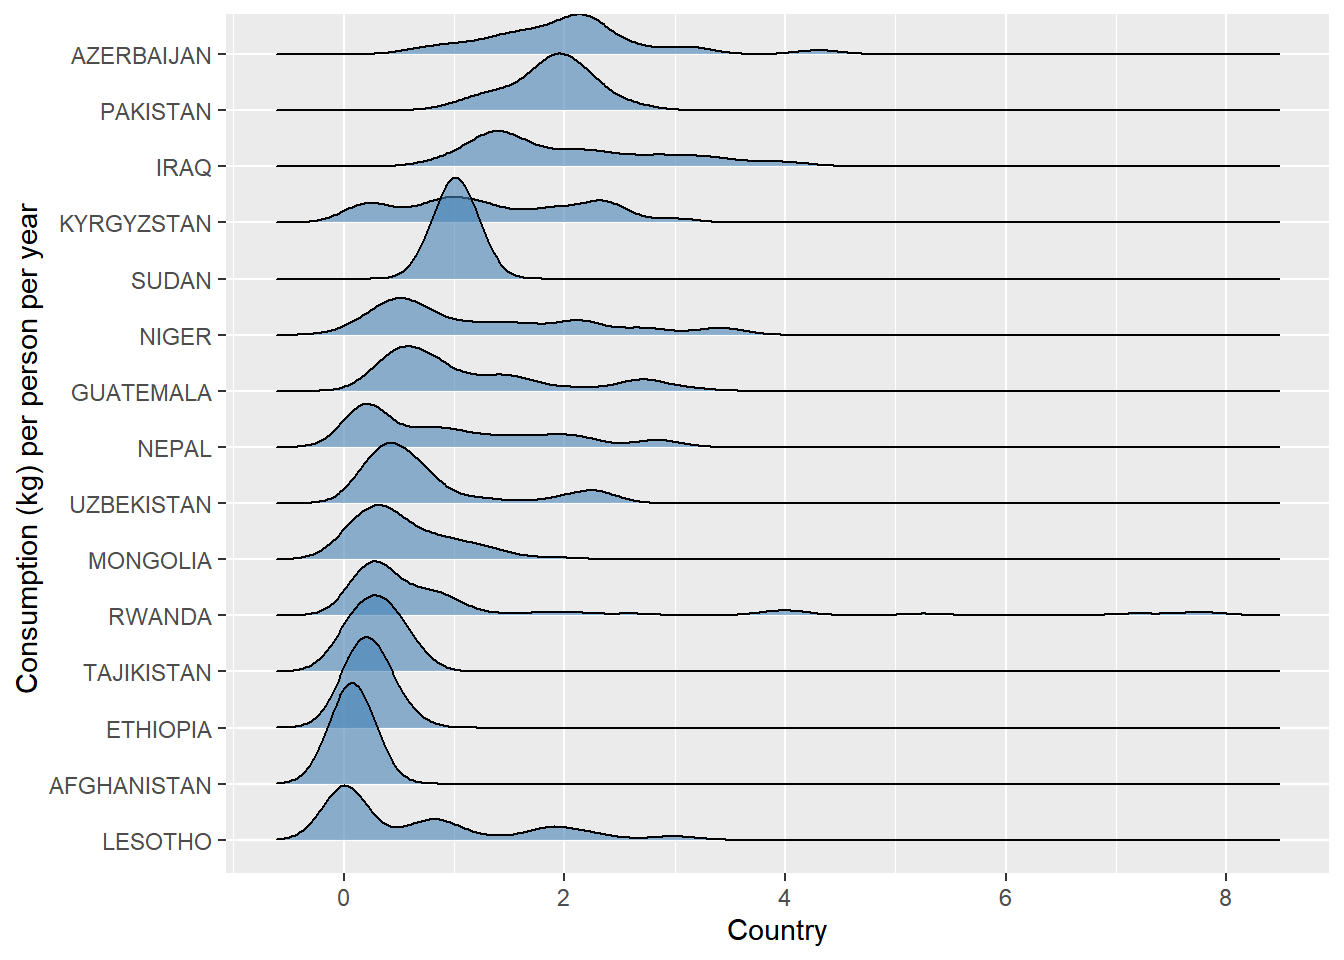 Consumption (kg) per person per year
AZERBAIJAN
PAKISTAN
IRAQ
KYRGYZSTAN
SUDAN
NIGER
GUATEMALA
NEPAL
UZBEKISTAN
MONGOLIA
RWANDA
TAJIKISTAN
ETHIOPIA
AFGHANISTAN
LESOTHO
0 2 4 6 8
Country